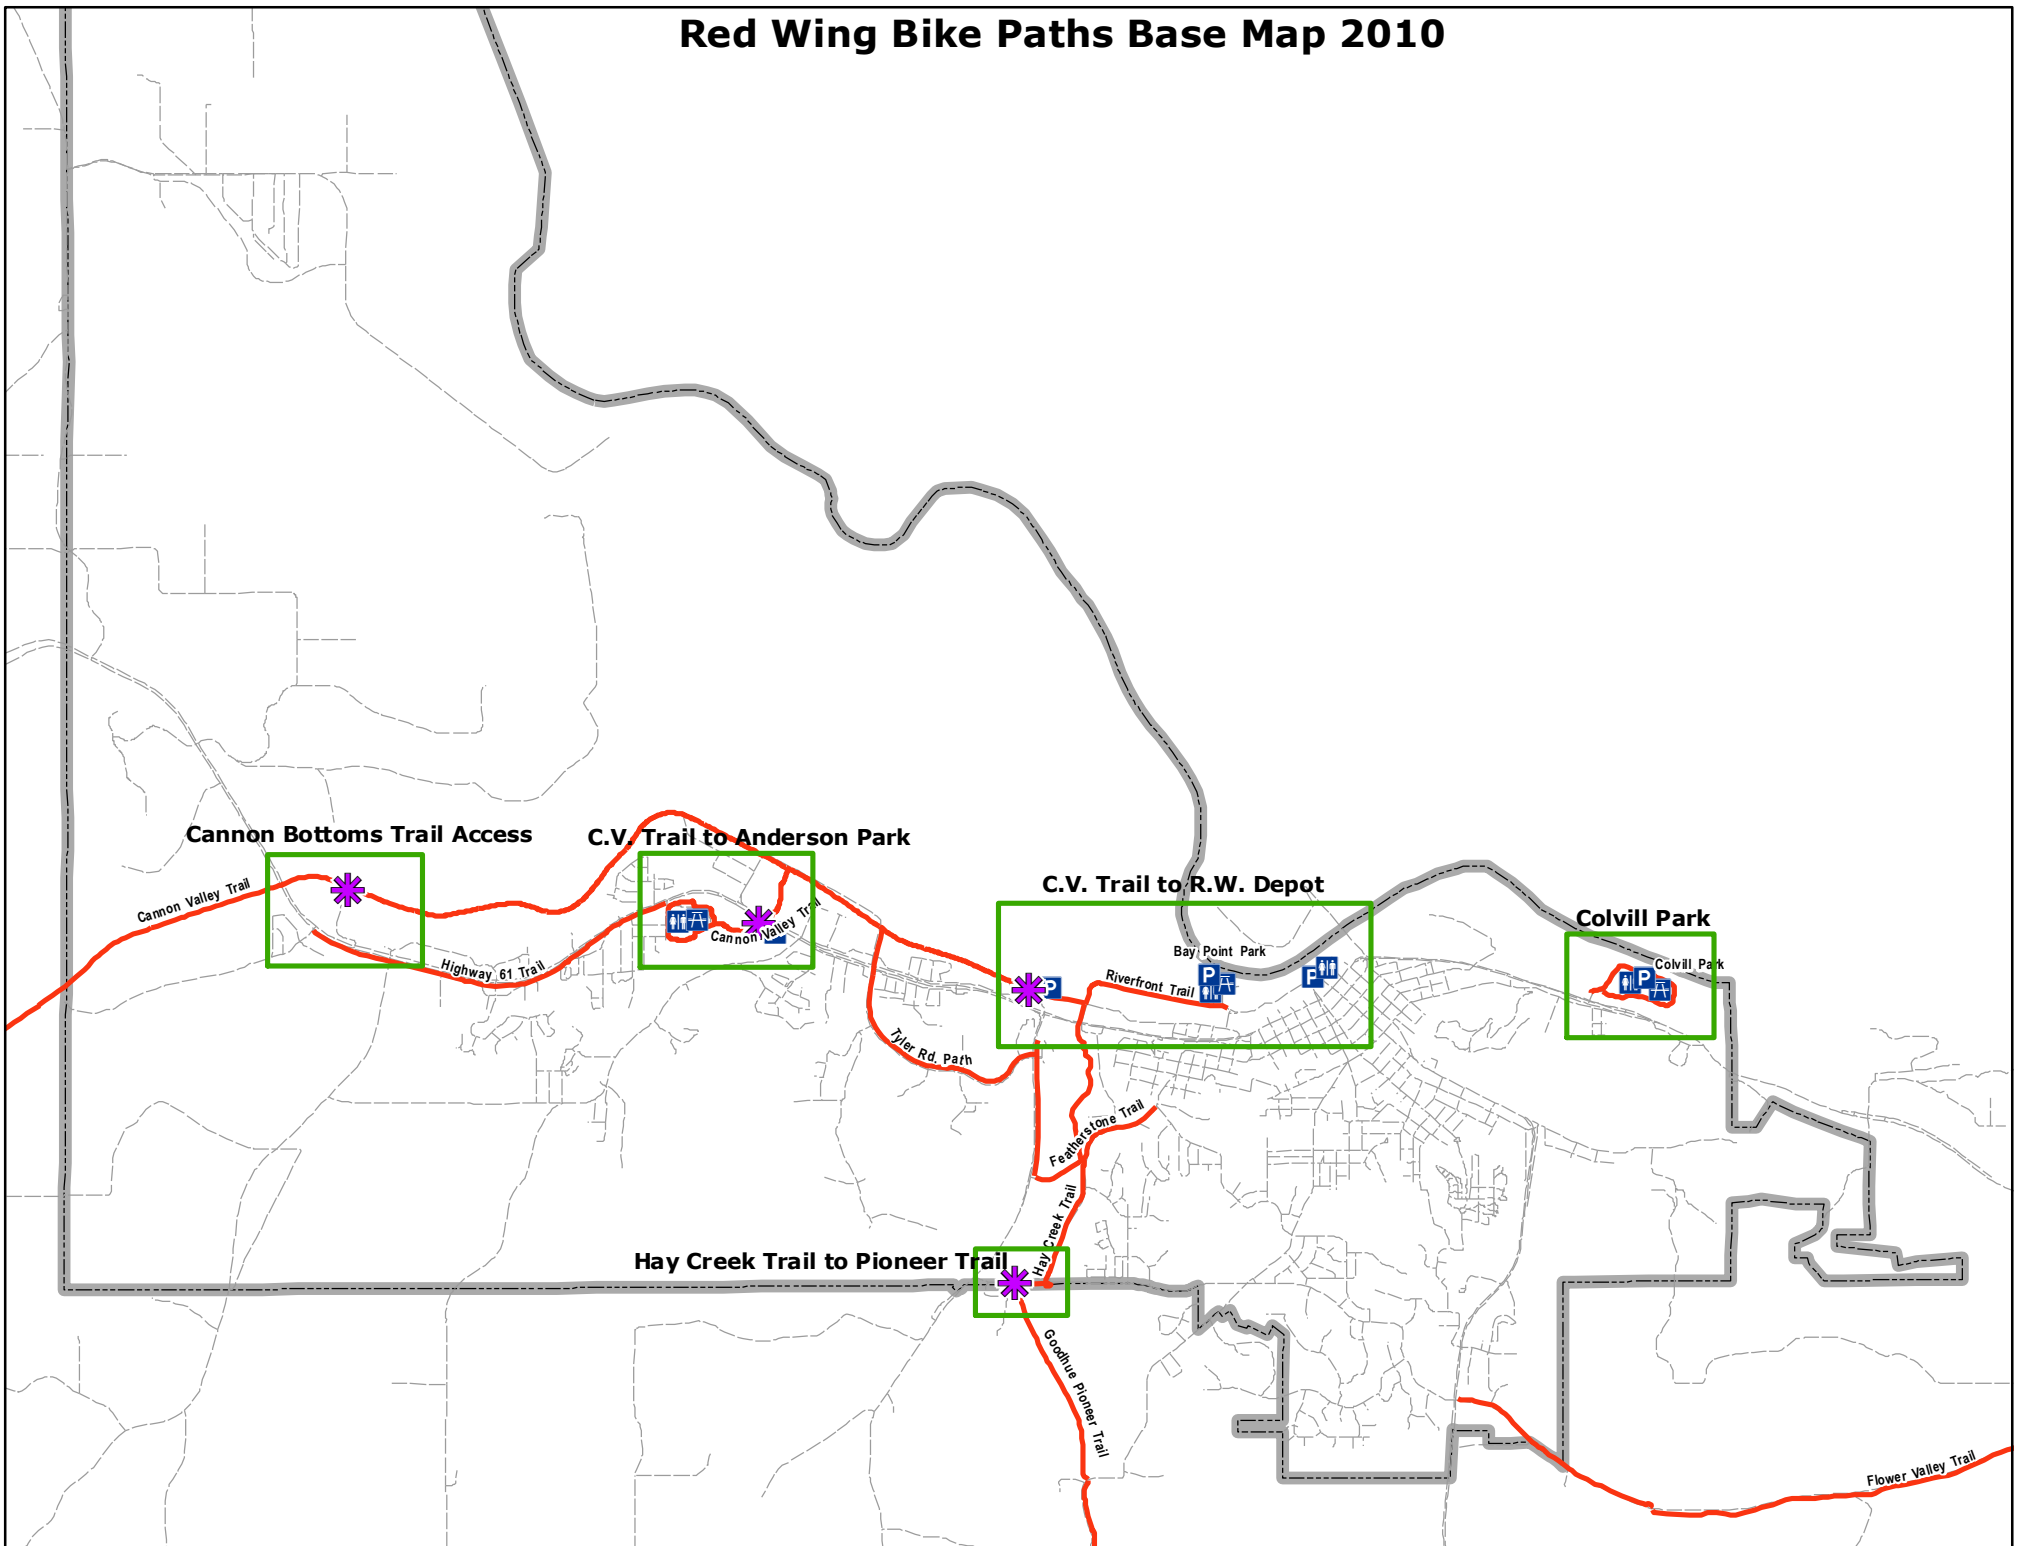 Red Wing Bike Paths Base Map 2010
Cannon Bottoms Trail Access
C.V. Trail to Anderson Park
C.V. Trail to R.W. Depot
Colvill Park
Cannon Valley Trail
Cannon Valley Trail
Bay Point Park
Colvill Park
Highway 61 Trail
P
Riverfront Trail
P
P
P
Tyler Rd. Path
Featherstone Trail
Hay Creek Trail
Hay Creek Trail to Pioneer Trail
Goodhue Pioneer Trail
Flower Valley Trail